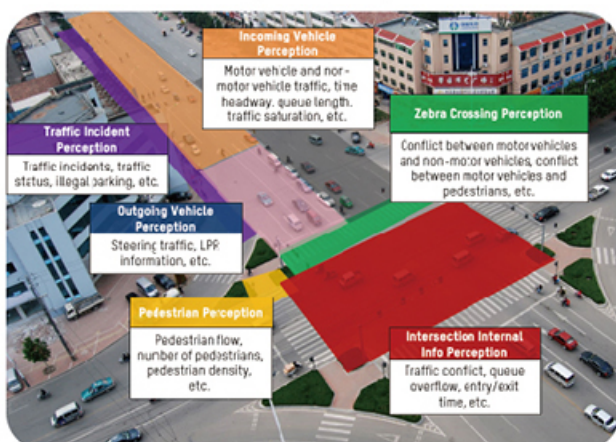 Incoming Vehicle
Perception
Motor vehicle and non-
motor vehicle traffic, time
headway, queue length,
traffic saturation, etc.
Zebra Crossing Perception
Conflict between motor vehicles
and non-motor vehicles, conflict
between motor vehicles and
pedestrians, etc.
Traffic Incident
Perception
Traffic incidents, traffic
status, illegal parking, etc.
Outgoing Vehicle
Perception
Steering traffic, LPR
information, etc.
Pedestrian Perception
Pedestrian flow,
number of pedestrians,
pedestrian density,
etc.
Intersection Internal
Info Perception
Traffic conflict, queue
overflow, entry/exit
time, etc.